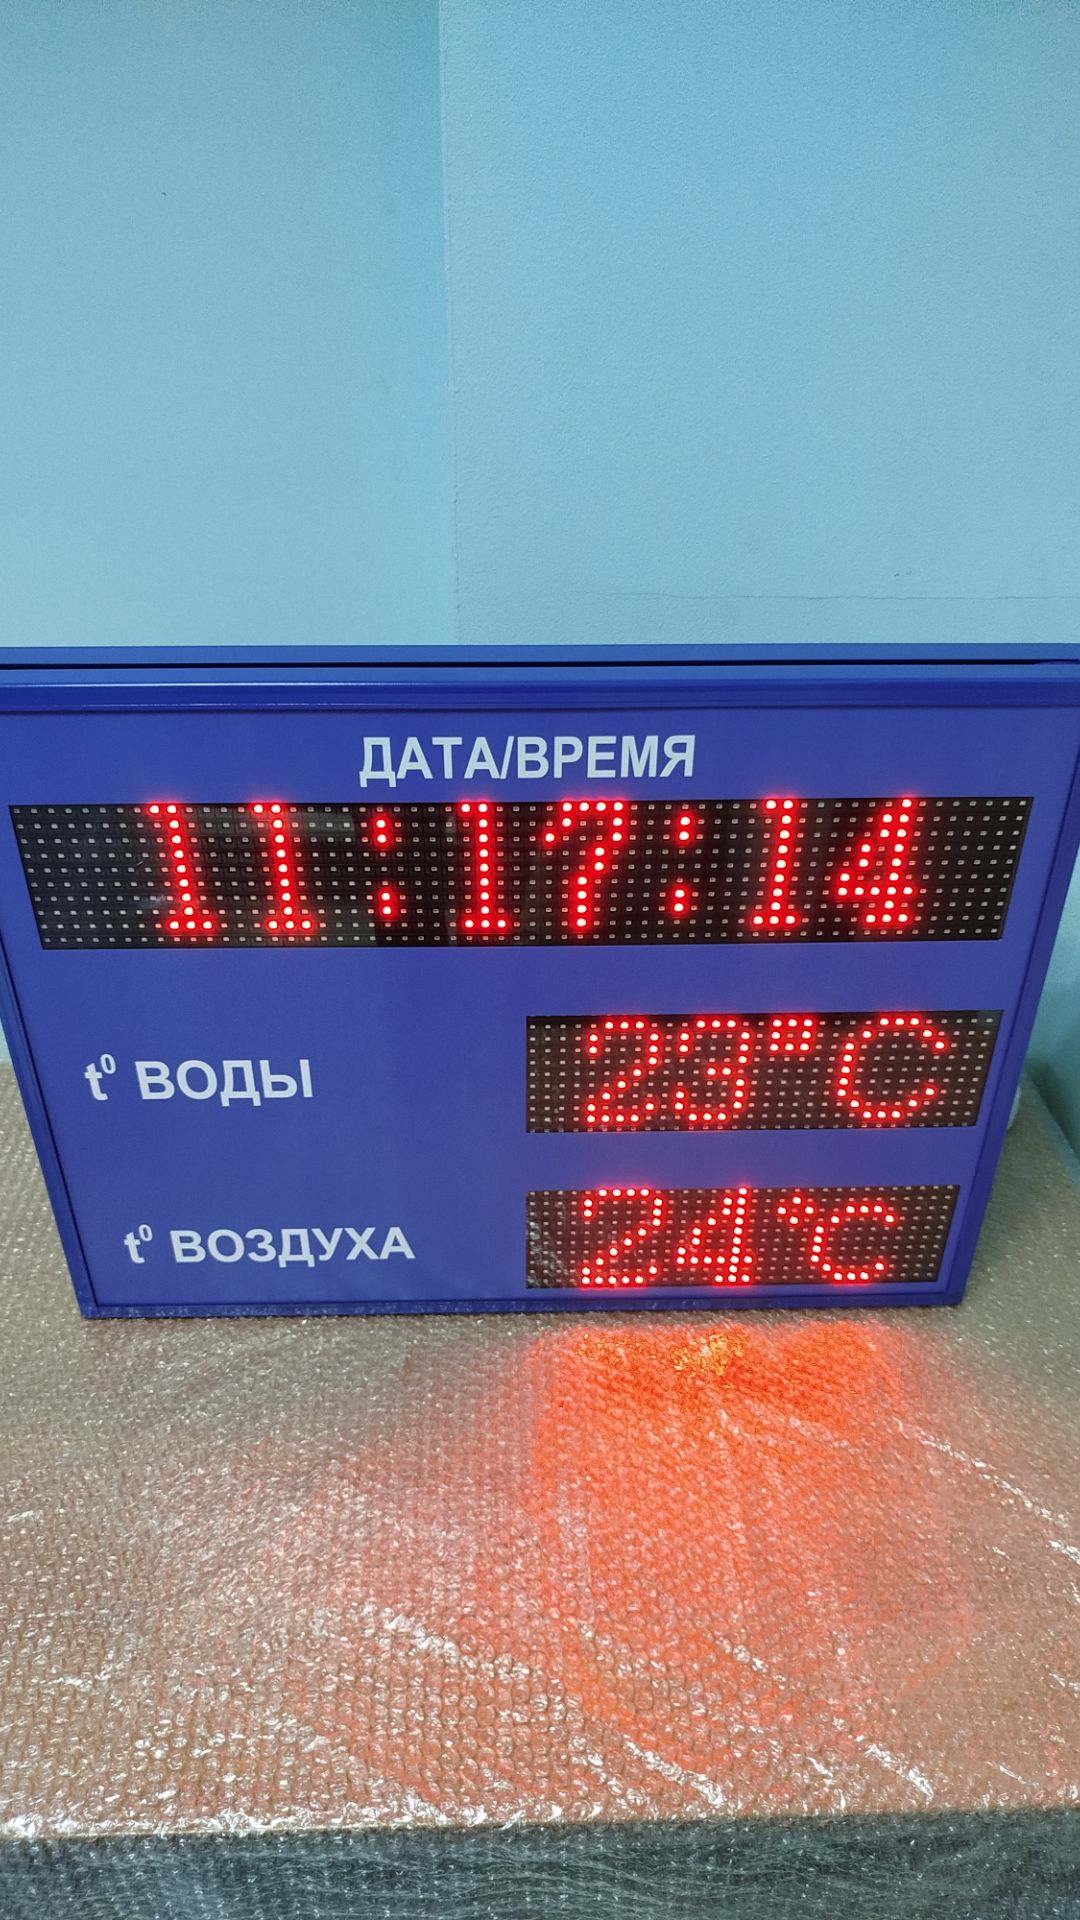 ДАТА/ВРЕМЯ
11:17:14
t⁰ ВОДЫ 23°C
t⁰ ВОЗДУХА 24°C